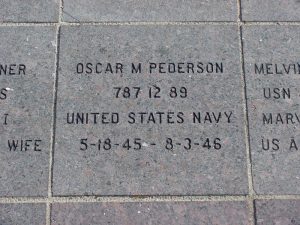 OSCAR M PEDERSON
787 12 89
UNITED STATES NAVY
5-18-45 - 8-3-46
NER
S
I
WIFE
MELVIN
USN
MARV
US A